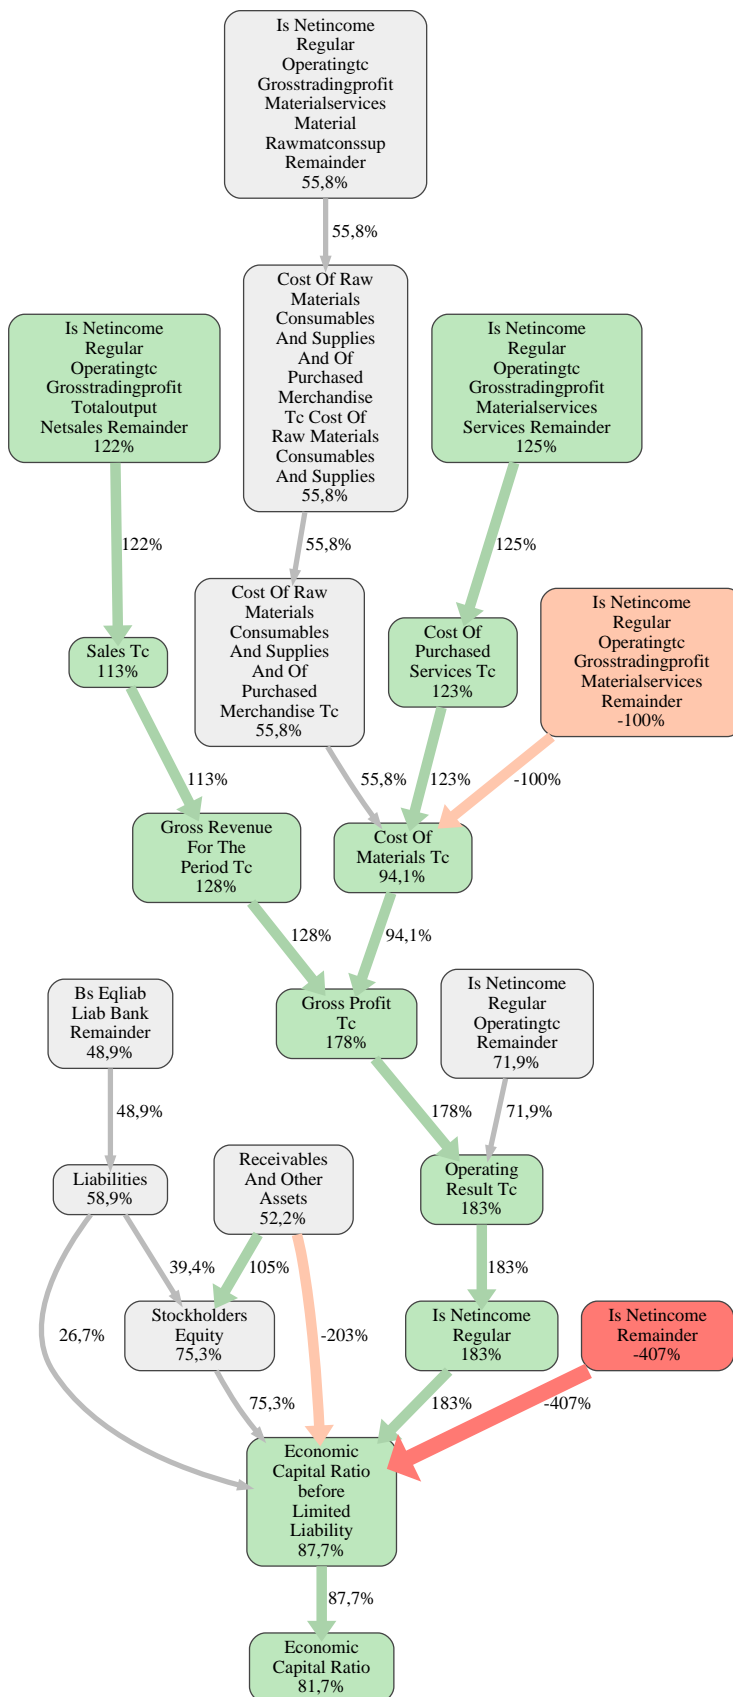 Is Netincome
Regular
Operatingtc
Grosstradingprofit
Materialservices
Material
Rawmatconssup
Remainder
55,8%
55,8%
Cost Of Raw
Materials
Consumables
And Supplies
And Of
Purchased
Merchandise
Tc Cost Of
Raw Materials
Consumables
And Supplies
55,8%
Is Netincome
Regular
Operatingtc
Grosstradingprofit
Totaloutput
Netsales Remainder
122%
Is Netincome
Regular
Operatingtc
Grosstradingprofit
Materialservices
Services Remainder
125%
122%
55,8%
125%
Cost Of Raw
Materials
Consumables
And Supplies
And Of
Purchased
Merchandise Tc
55,8%
Is Netincome
Regular
Operatingtc
Grosstradingprofit
Materialservices
Remainder
-100%
Sales Tc
113%
Cost Of
Purchased
Services Tc
123%
113%
55,8%
123%
-100%
Gross Revenue
For The
Period Tc
128%
Cost Of
Materials Tc
94,1%
128%
94,1%
Bs Eqliab
Liab Bank
Remainder
48,9%
Gross Profit
Tc
178%
Is Netincome
Regular
Operatingtc
Remainder
71,9%
48,9%
178%
71,9%
Liabilities
58,9%
Receivables
And Other
Assets
52,2%
Operating
Result Tc
183%
39,4%
105%
183%
26,7%
Stockholders
Equity
75,3%
-203%
Is Netincome
Regular
183%
Is Netincome
Remainder
-407%
75,3%
183%
-407%
Economic
Capital Ratio
before
Limited
Liability
87,7%
87,7%
Economic
Capital Ratio
81,7%